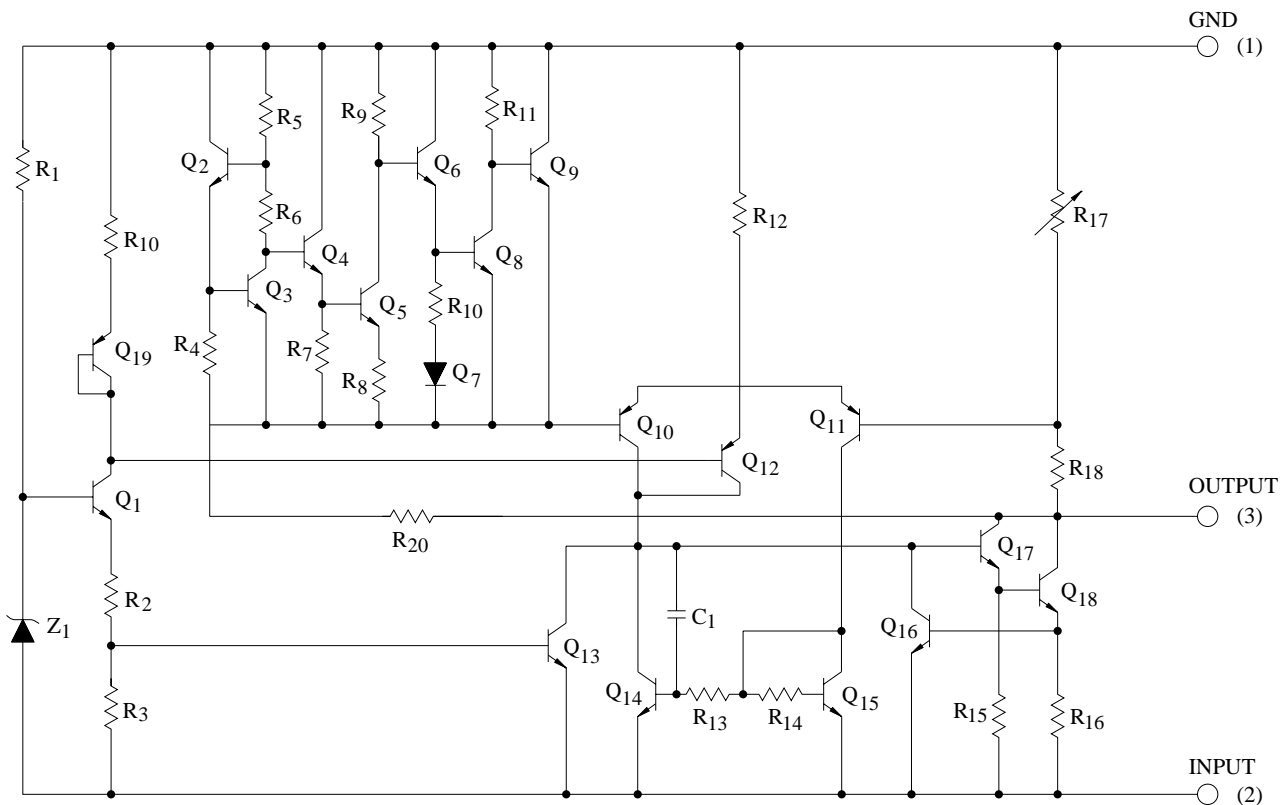 GND
(1)
R5
R9
R11
Q2
Q6
Q9
R1
R6
R12
R17
R10
Q4
Q8
Q3
Q5
R10
R4
R7
Q19
R8
Q7
Q10
Q11
Q12
R18
Q1
OUTPUT
(3)
R20
Q17
R2
C1
Q18
Z1
Q16
Q13
Q14
Q15
R3
R13
R14
R15
R16
INPUT
(2)